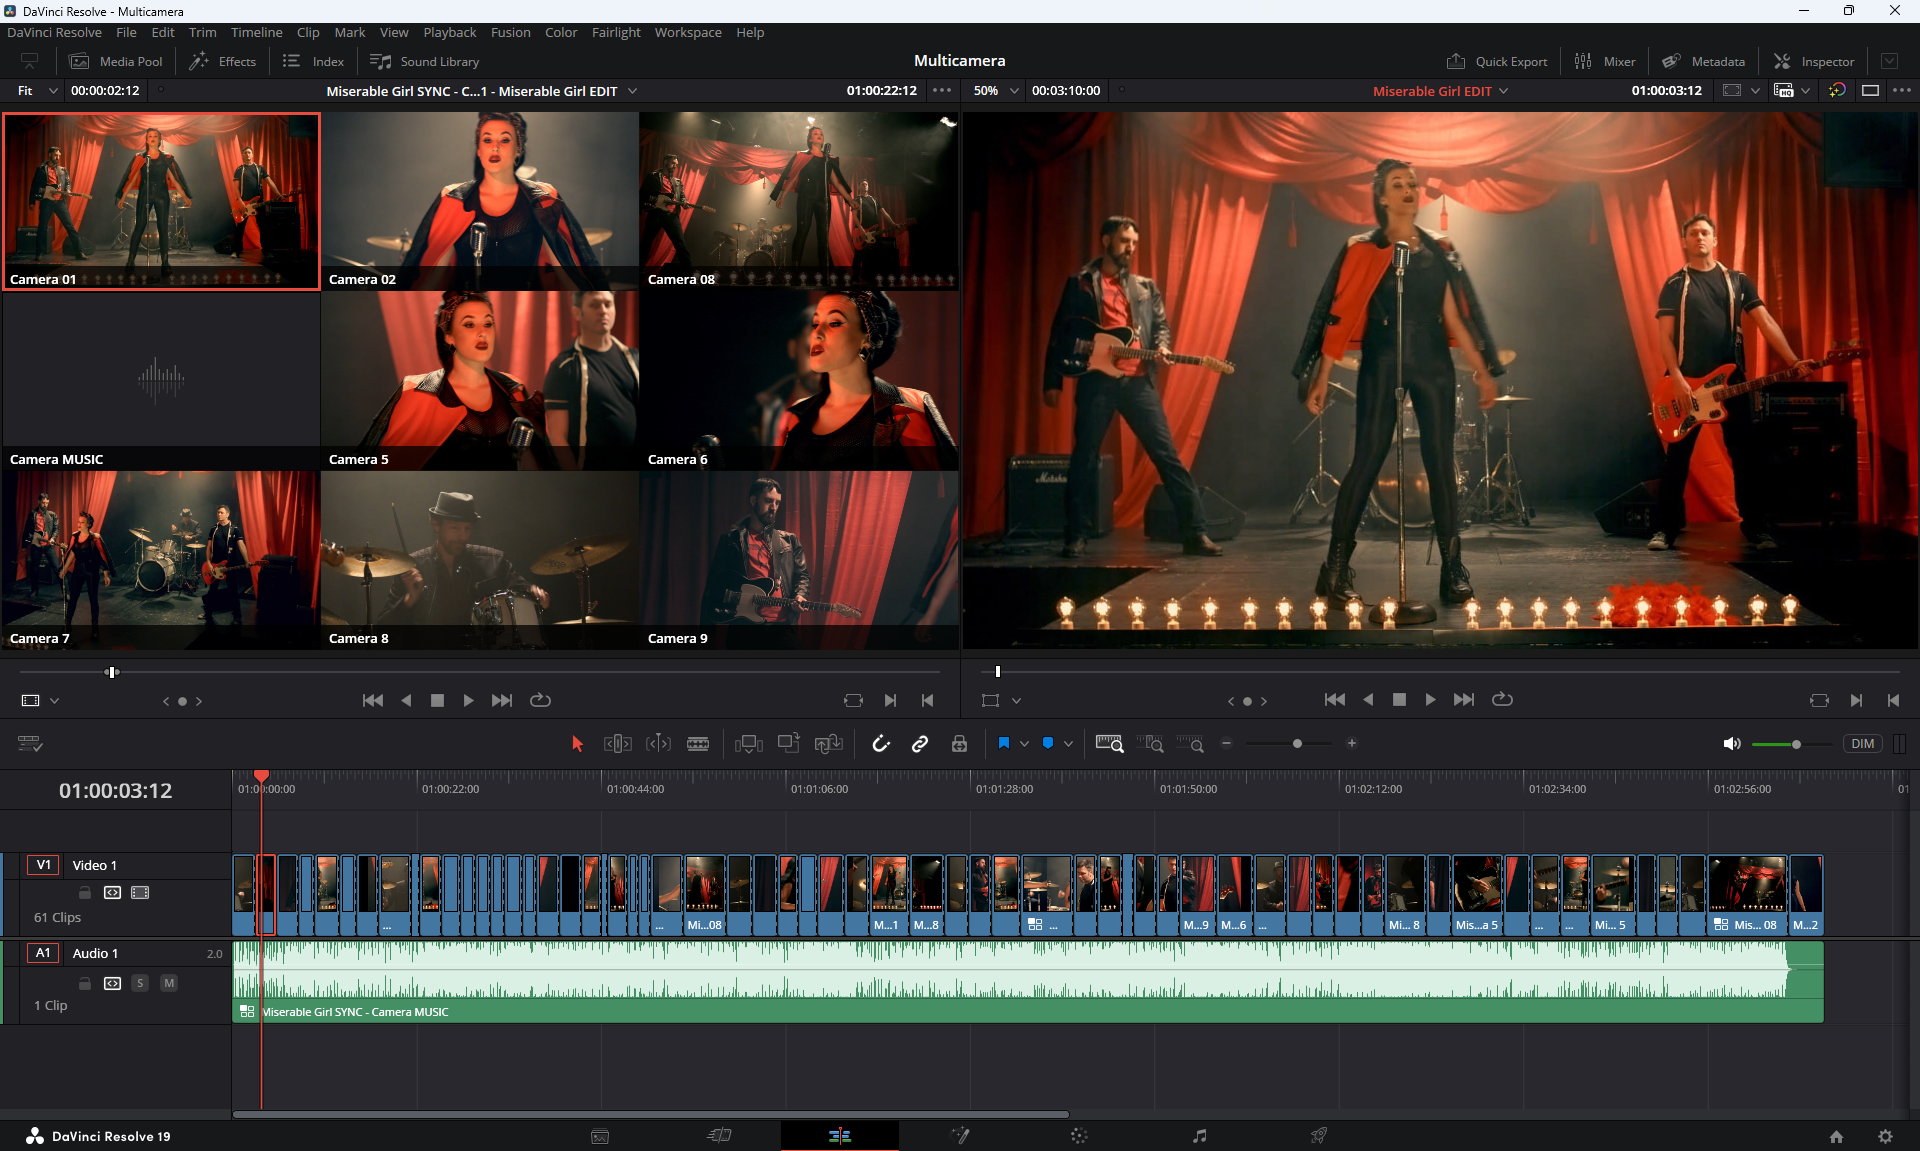 DaVinci Resolve - Multicamera
DaVinci Resolve File Edit Trim Timeline Clip Mark View Playback Fusion Color Fairlight Workspace Help
Media Pool Effects Index Sound Library Multicamera Quick Export Mixer Metadata Inspector
Fit 00:00:02:12 Miserable Girl SYNC - C...1 - Miserable Girl EDIT 01:00:22:12 50% 00:03:10:00 Miserable Girl EDIT 01:00:03:12
Camera 01 Camera 02 Camera 08
Camera MUSIC Camera 5 Camera 6
Marshall
Camera 7 Camera 8 Camera 9
DIM
01:00:03:12
01:00:00:00 01:00:22:00 01:00:44:00 01:01:06:00 01:01:28:00 01:01:50:00 01:02:12:00 01:02:34:00 01:02:56:00 01
V1 Video 1
61 Clips
... ... Mi...08 M...1 M...8 ... M...9 M...6 ... Mi... 8 Mis...a 5 ... ... Mi... 5 Mis... 08 M...2
A1 Audio 1 2.0
S M
1 Clip
Miserable Girl SYNC - Camera MUSIC
DaVinci Resolve 19